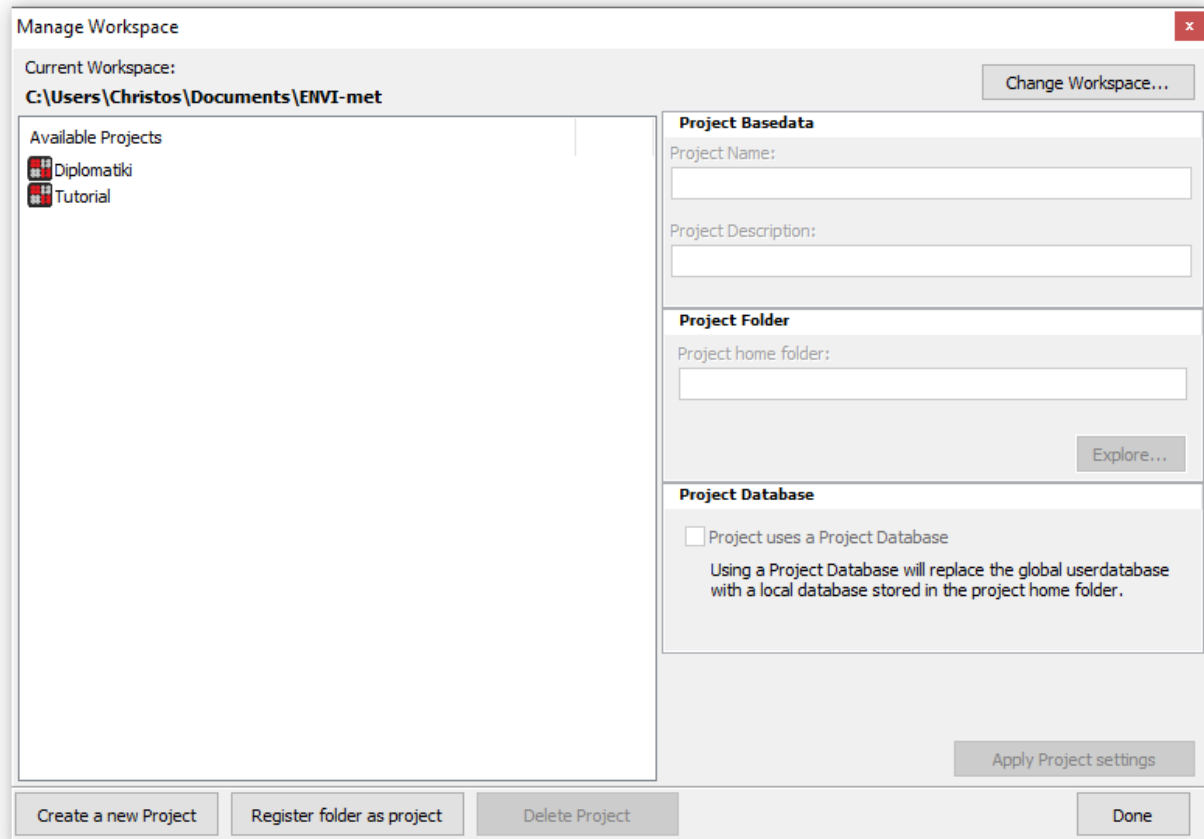 Manage Workspace
x
Current Workspace:
C:\Users\Christos\Documents\ENVI-met
Change Workspace...
Available Projects
Diplomatiki
Tutorial
Project Basedata
Project Name:
Project Description:
Project Folder
Project home folder:
Explore...
Project Database
Project uses a Project Database
Using a Project Database will replace the global userdatabase
with a local database stored in the project home folder.
Apply Project settings
Create a new Project
Register folder as project
Delete Project
Done